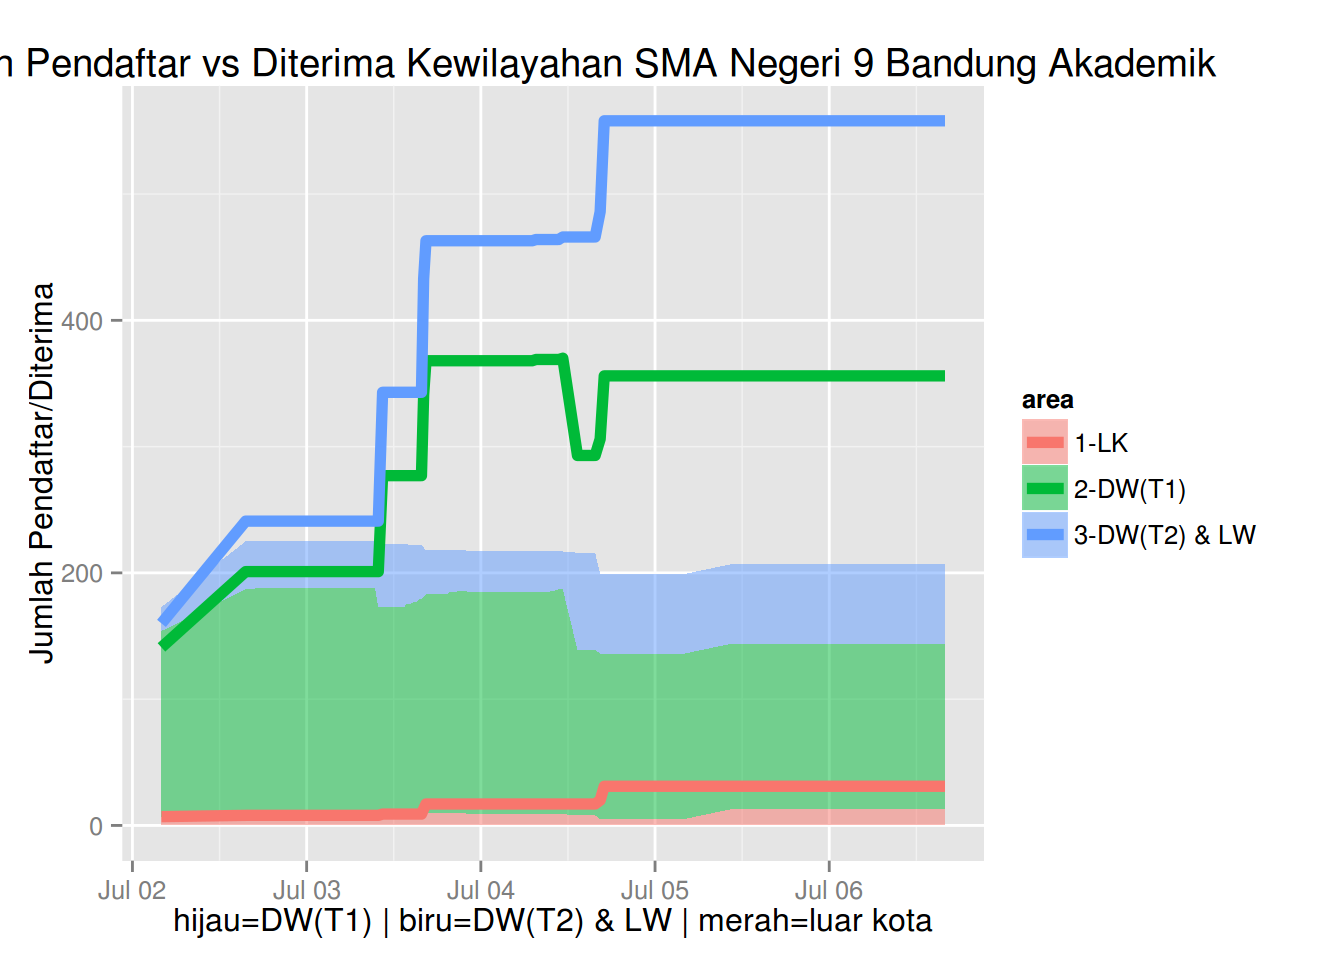 Pendaftar vs Diterima Kewilayahan SMA Negeri 9 Bandung Akademik
Jumlah Pendaftar/Diterima
400
200
0
Jul 02 Jul 03 Jul 04 Jul 05 Jul 06
hijau=DW(T1) | biru=DW(T2) & LW | merah=luar kota
area
1-LK
2-DW(T1)
3-DW(T2) & LW